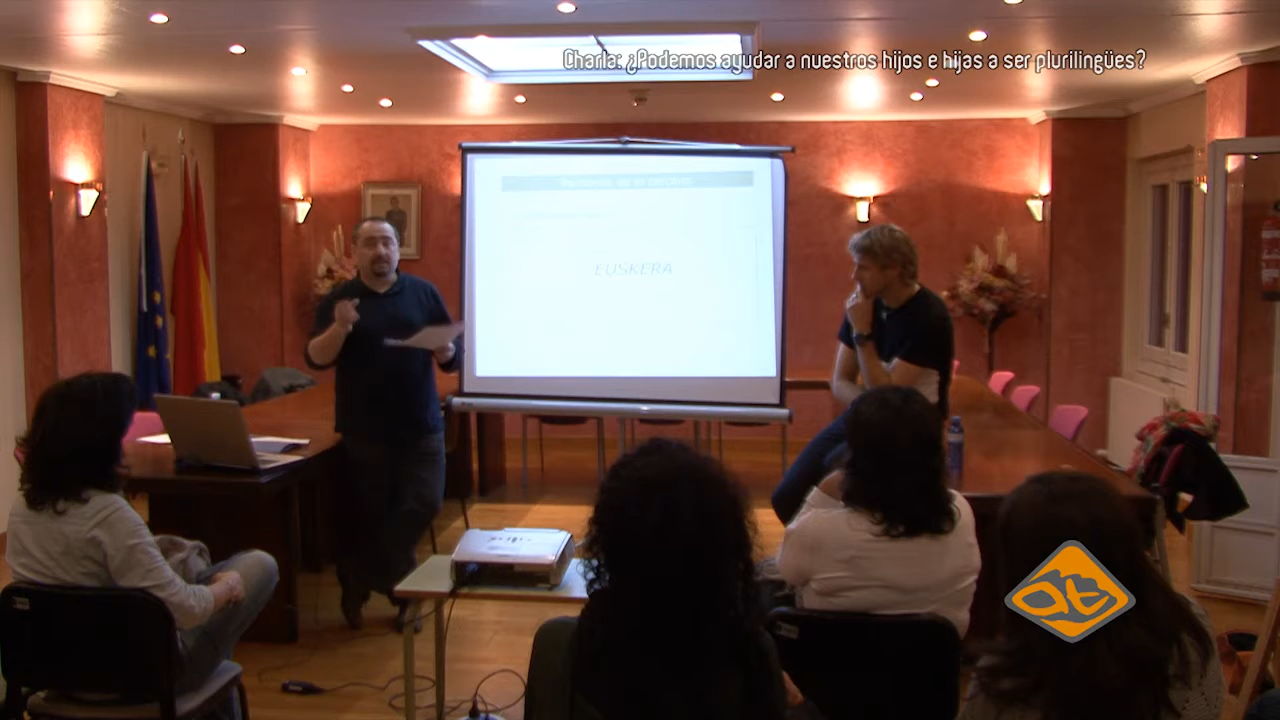 Charla: ¿Podemos ayudar a nuestros hijos e hijas a ser plurilingües?
EUSKERA